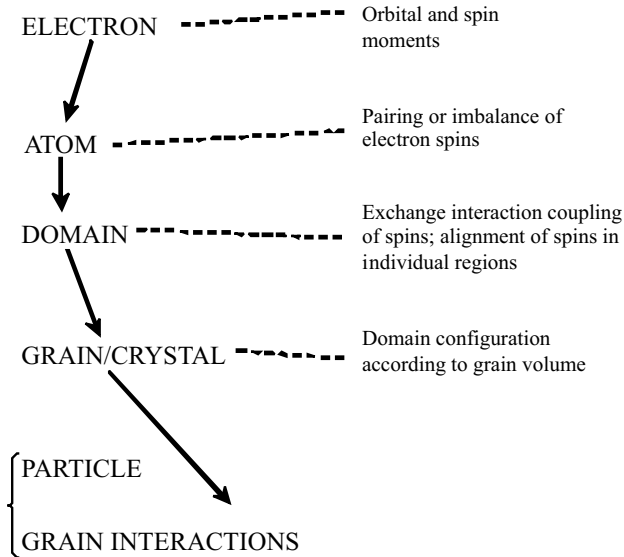 ELECTRON
Orbital and spin
moments
ATOM
Pairing or imbalance of
electron spins
DOMAIN
Exchange interaction coupling
of spins; alignment of spins in
individual regions
GRAIN/CRYSTAL
Domain configuration
according to grain volume
PARTICLE
GRAIN INTERACTIONS